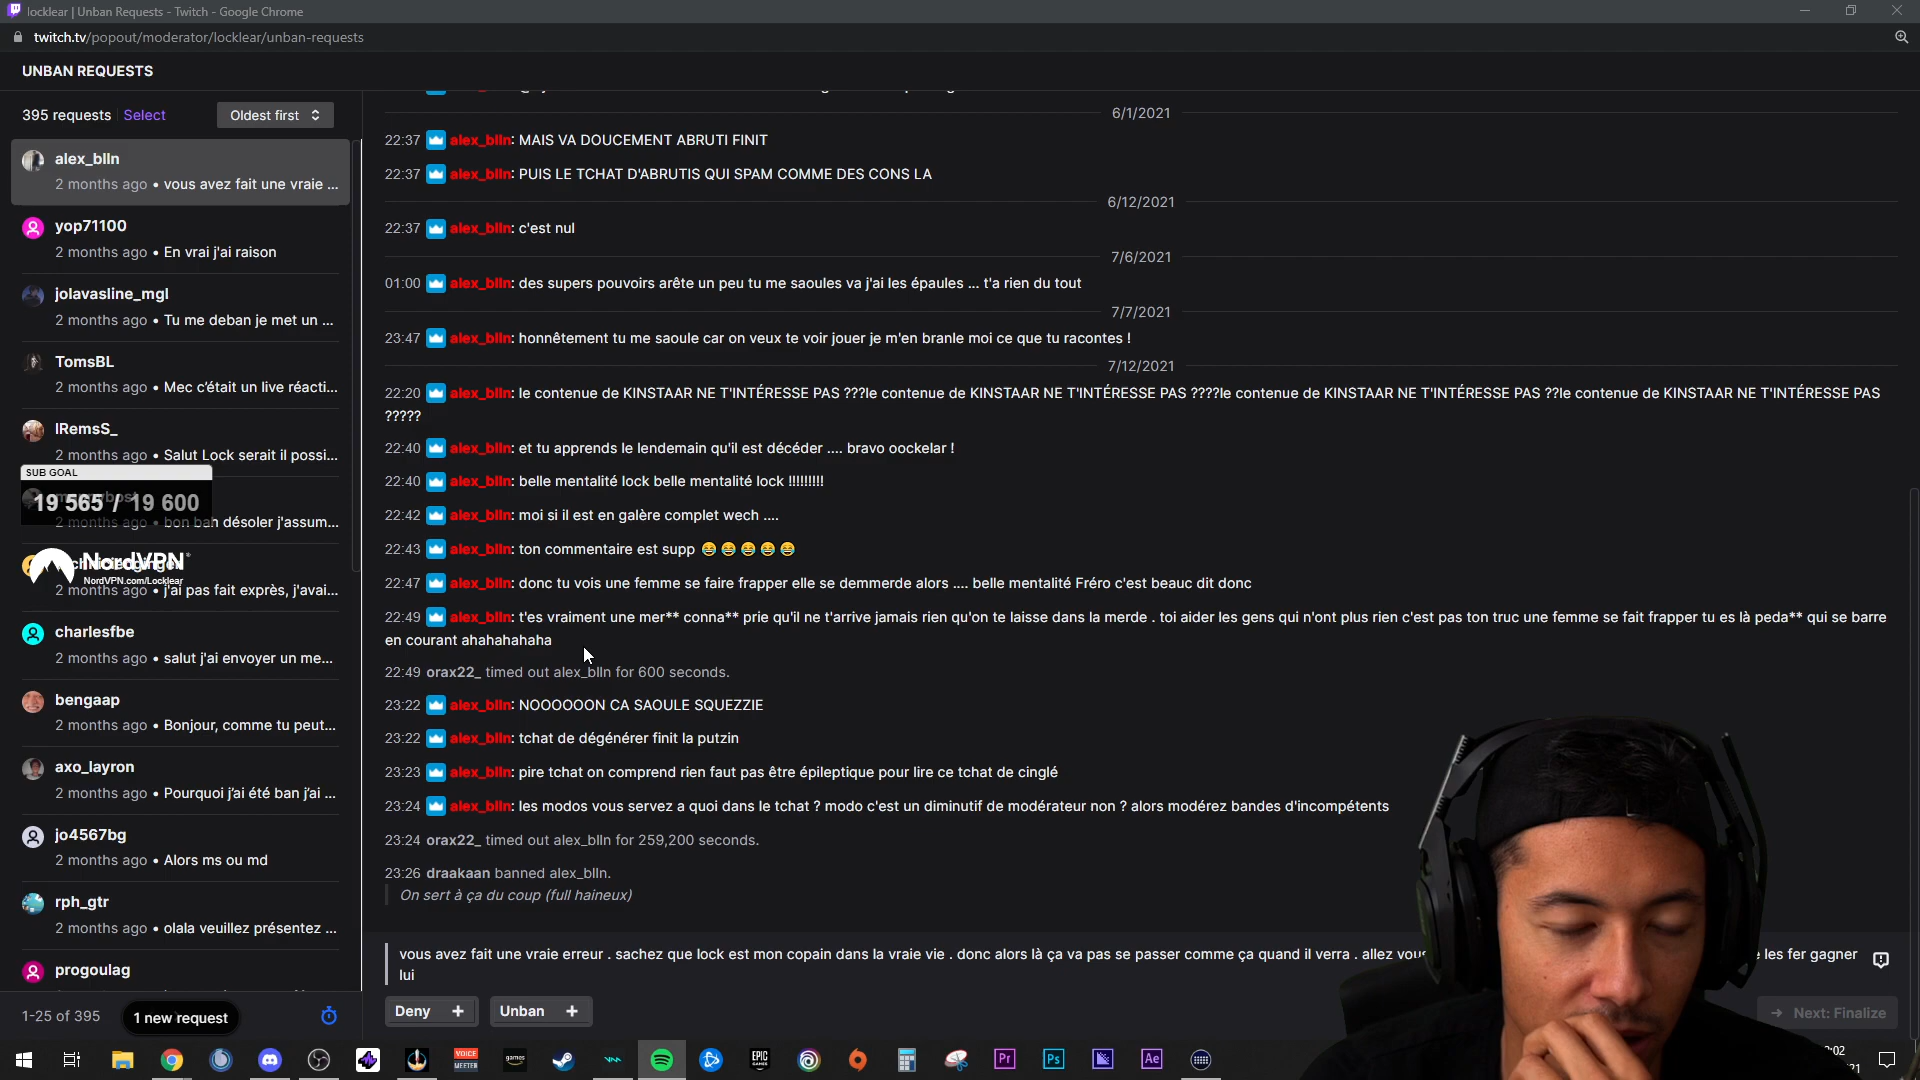 locklear | Unban Requests - Twitch - Google Chrome
twitch.tv/popout/moderator/locklear/unban-requests
UNBAN REQUESTS
395 requests Select Oldest first
alex_blln
2 months ago • vous avez fait une vraie ...
yop71100
2 months ago • En vrai j'ai raison
jolavasline_mgl
2 months ago • Tu me deban je met un ...
TomsBL
2 months ago • Mec c'était un live réacti...
IRemsS_
2 months ago • Salut Lock serait il possi...
SUB GOAL
19 565 / 19 600
2 months ago • bon bah désoler j'assum...
NordVPN®
NordVPN.com/Locklear
2 months ago • j'ai pas fait exprès, j'avai...
charlesfbe
2 months ago • salut j'ai envoyer un me...
bengaap
2 months ago • Bonjour, comme tu peut...
axo_layron
2 months ago • Pourquoi j'ai été ban j'ai ...
jo4567bg
2 months ago • Alors ms ou md
rph_gtr
2 months ago • olala veuillez présentez ...
progoulag
1-25 of 395 1 new request
6/1/2021
22:37 alex_blln: MAIS VA DOUCEMENT ABRUTI FINIT
22:37 alex_blln: PUIS LE TCHAT D'ABRUTIS QUI SPAM COMME DES CONS LA
6/12/2021
22:37 alex_blln: c'est nul
7/6/2021
01:00 alex_blln: des supers pouvoirs arête un peu tu me saoules va j'ai les épaules ... t'a rien du tout
7/7/2021
23:47 alex_blln: honnêtement tu me saoule car on veux te voir jouer je m'en branle moi ce que tu racontes !
7/12/2021
22:20 alex_blln: le contenue de KINSTAAR NE T'INTÉRESSE PAS ???le contenue de KINSTAAR NE T'INTÉRESSE PAS ????le contenue de KINSTAAR NE T'INTÉRESSE PAS ??le contenue de KINSTAAR NE T'INTÉRESSE PAS
?????
22:40 alex_blln: et tu apprends le lendemain qu'il est décéder .... bravo oockelar !
22:40 alex_blln: belle mentalité lock belle mentalité lock !!!!!!!!!
22:42 alex_blln: moi si il est en galère complet wech ....
22:43 alex_blln: ton commentaire est supp 😂 😂 😂 😂 😂
22:47 alex_blln: donc tu vois une femme se faire frapper elle se demmerde alors .... belle mentalité Fréro c'est beauc dit donc
22:49 alex_blln: t'es vraiment une mer** conna** prie qu'il ne t'arrive jamais rien qu'on te laisse dans la merde . toi aider les gens qui n'ont plus rien c'est pas ton truc une femme se fait frapper tu es là peda** qui se barre
en courant ahahahahaha
22:49 orax22_ timed out alex_blln for 600 seconds.
23:22 alex_blln: NOOOOOON CA SAOULE SQUEZZIE
23:22 alex_blln: tchat de dégénérer finit la putzin
23:23 alex_blln: pire tchat on comprend rien faut pas être épileptique pour lire ce tchat de cinglé
23:24 alex_blln: les modos vous servez a quoi dans le tchat ? modo c'est un diminutif de modérateur non ? alors modérez bandes d'incompétents
23:24 orax22_ timed out alex_blln for 259,200 seconds.
23:26 draakaan banned alex_blln.
On sert à ça du coup (full haineux)
vous avez fait une vraie erreur . sachez que lock est mon copain dans la vraie vie . donc alors là ça va pas se passer comme ça quand il verra . allez vous les fer gagner
lui
Deny + Unban + Next: Finalize
VOICE MEETER
games
EPIC GAMES
Pr
Ps
Ae